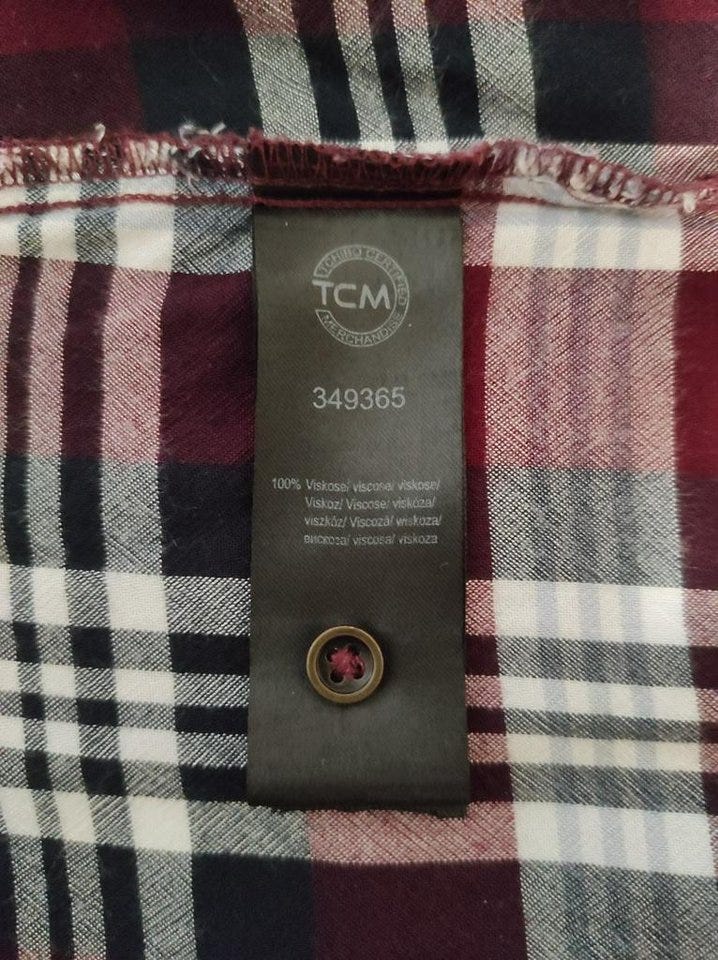 TCHIBO CERTIFIED
TCM
MERCHANDISE
349365
100% Viskose/ viscose/ viskose/
Viskoz/ Viscose/ viskóza/
viszkóz/ Viscoză/ wiskoza/
вискоза/ viscosa/ viskoza